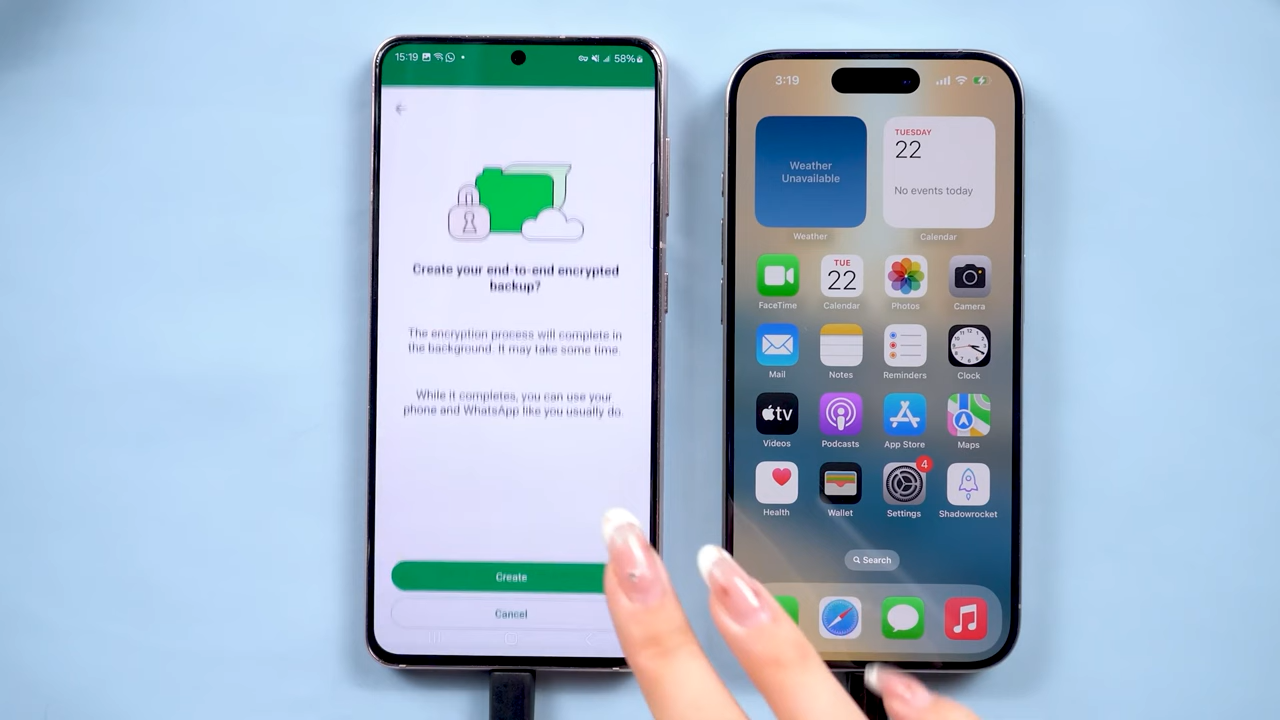 15:19
58%
Create your end-to-end encrypted
backup?
The encryption process will complete in
the background. It may take some time.
While it completes, you can use your
phone and WhatsApp like you usually do.
Create
Cancel
3:19
Weather
Unavailable
Weather
TUESDAY
22
No events today
Calendar
FaceTime
TUE
22
Calendar
Photos
Camera
Mail
Notes
Reminders
Clock
tv
Videos
Podcasts
App Store
Maps
Health
Wallet
4
Settings
Shadowrocket
Search